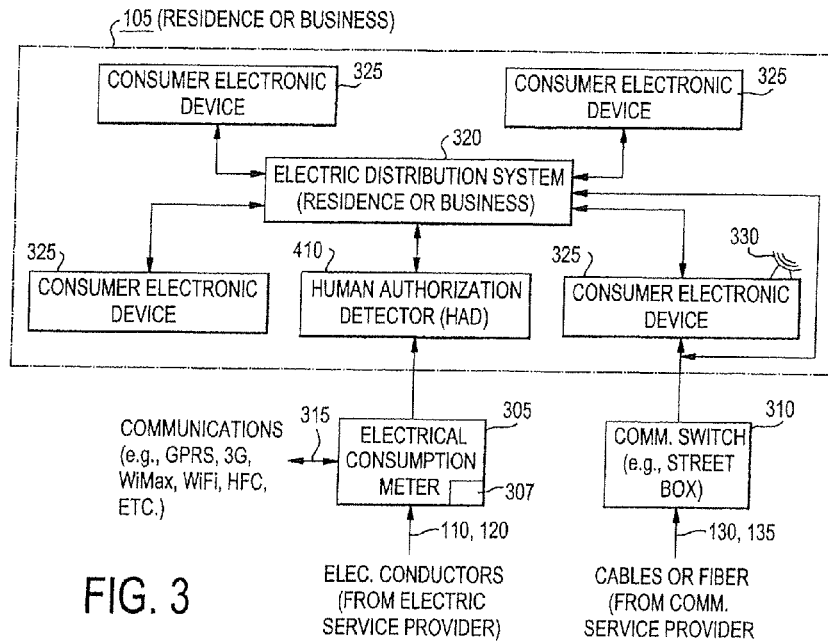 105 (RESIDENCE OR BUSINESS)
325
CONSUMER ELECTRONIC
DEVICE
325
CONSUMER ELECTRONIC
DEVICE
320
ELECTRIC DISTRIBUTION SYSTEM
(RESIDENCE OR BUSINESS)
325
CONSUMER ELECTRONIC
DEVICE
410
HUMAN AUTHORIZATION
DETECTOR (HAD)
330
325
CONSUMER ELECTRONIC
DEVICE
COMMUNICATIONS
(e.g., GPRS, 3G,
WiMax, WiFi, HFC,
ETC.)
315
305
ELECTRICAL
CONSUMPTION
METER
307
310
COMM. SWITCH
(e.g., STREET
BOX)
110, 120
130, 135
ELEC. CONDUCTORS
(FROM ELECTRIC
SERVICE PROVIDER)
CABLES OR FIBER
(FROM COMM.
SERVICE PROVIDER
FIG. 3